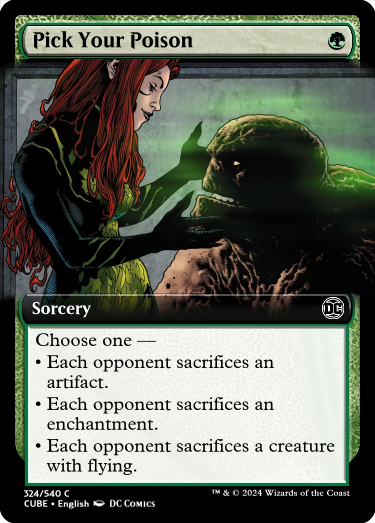 Pick Your Poison
Sorcery
DC
Choose one —
• Each opponent sacrifices an
artifact.
• Each opponent sacrifices an
enchantment.
• Each opponent sacrifices a creature
with flying.
324/540 C
™ & © 2024 Wizards of the Coast
CUBE • English DC Comics